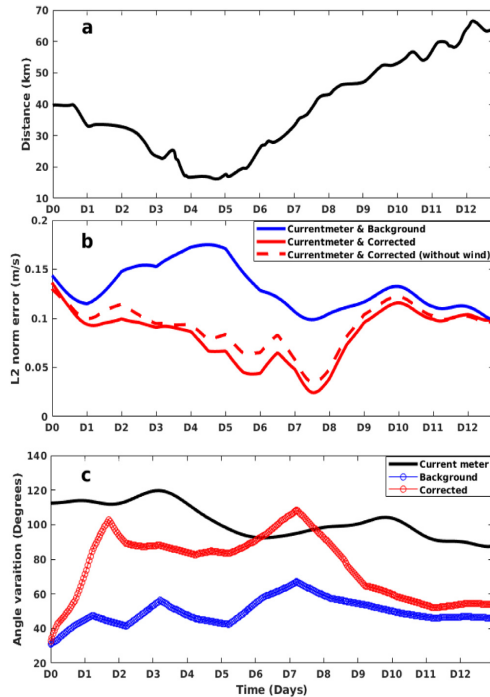 a
Distance (km)
70
60
50
40
30
20
10
D0 D1 D2 D3 D4 D5 D6 D7 D8 D9 D10 D11 D12
b
Currentmeter & Background
Currentmeter & Corrected
Currentmeter & Corrected (without wind)
L2 norm error (m/s)
0.2
0.15
0.1
0.05
0
D0 D1 D2 D3 D4 D5 D6 D7 D8 D9 D10 D11 D12
c
Current meter
Background
Corrected
Angle varaition (Degrees)
140
120
100
80
60
40
20
D0 D1 D2 D3 D4 D5 D6 D7 D8 D9 D10 D11 D12
Time (Days)